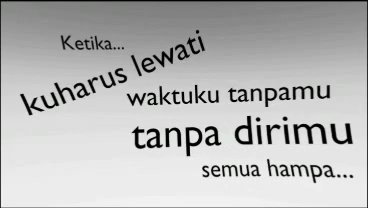 Ketika...
kuharus lewati
waktuku tanpamu
tanpa dirimu
semua hampa...